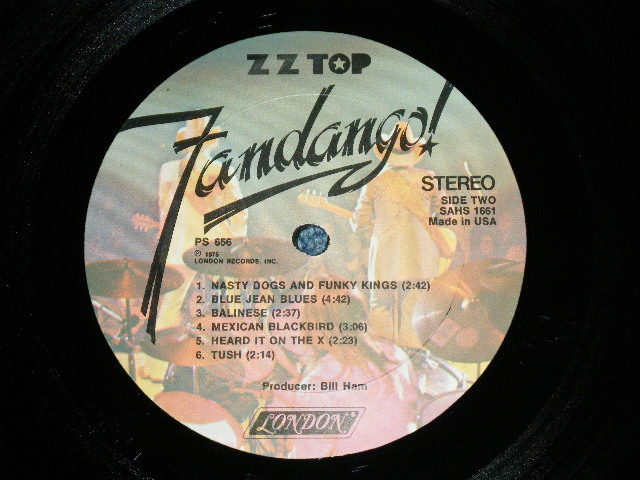 ZZ TOP
Fandango!
STEREO
SIDE TWO
SAHS 1661
Made in USA
PS 656
℗ 1975
LONDON RECORDS, INC.
1. NASTY DOGS AND FUNKY KINGS (2:42)
2. BLUE JEAN BLUES (4:42)
3. BALINESE (2:37)
4. MEXICAN BLACKBIRD (3:06)
5. HEARD IT ON THE X (2:23)
6. TUSH (2:14)
Producer: Bill Ham
LONDON